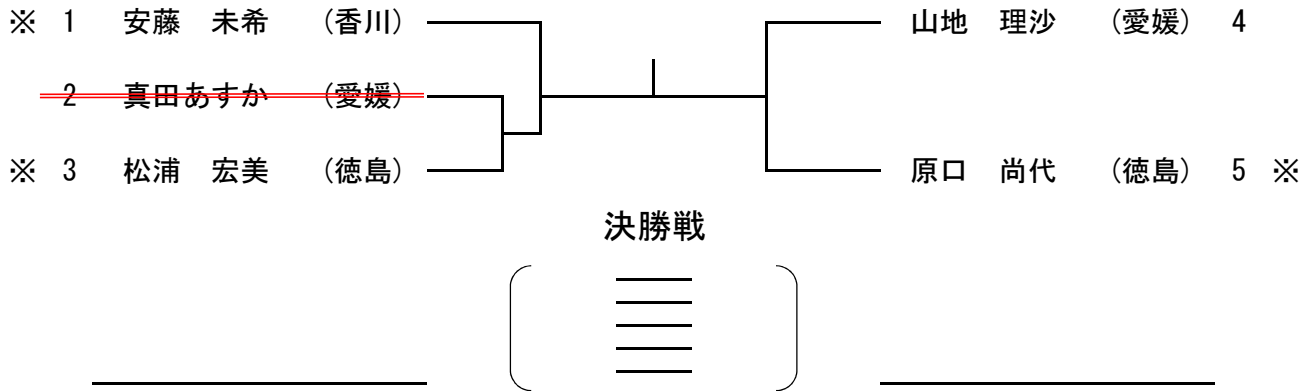 ※ 1 安藤 未希 (香川) 山地 理沙 (愛媛) 4
2 真田あすか (愛媛)
※ 3 松浦 宏美 (徳島) 原口 尚代 (徳島) 5 ※
決勝戦